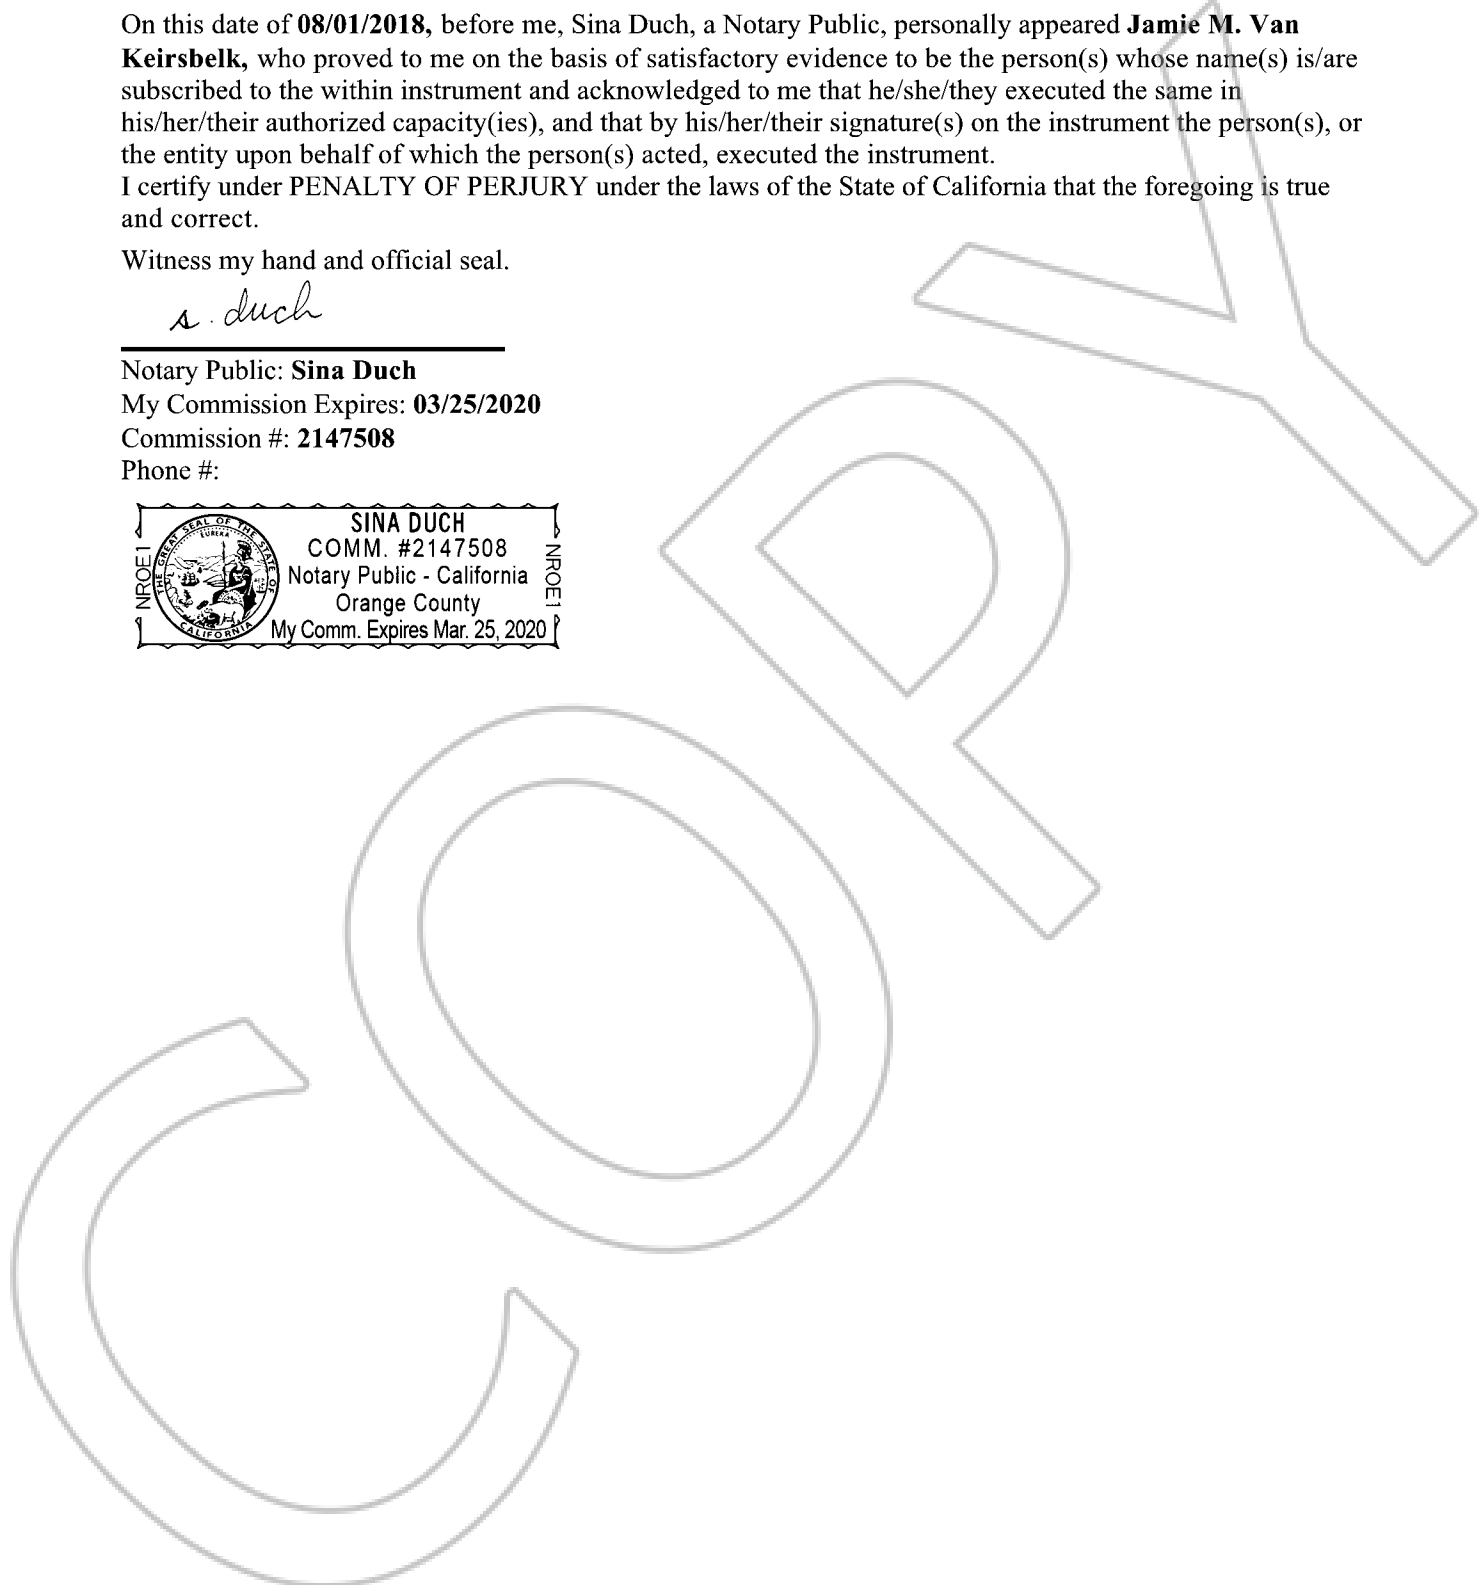 On this date of 08/01/2018, before me, Sina Duch, a Notary Public, personally appeared Jamie M. Van
Keirsbelk, who proved to me on the basis of satisfactory evidence to be the person(s) whose name(s) is/are
subscribed to the within instrument and acknowledged to me that he/she/they executed the same in
his/her/their authorized capacity(ies), and that by his/her/their signature(s) on the instrument the person(s), or
the entity upon behalf of which the person(s) acted, executed the instrument.
I certify under PENALTY OF PERJURY under the laws of the State of California that the foregoing is true
and correct.
Witness my hand and official seal.
s. duch
Notary Public: Sina Duch
My Commission Expires: 03/25/2020
Commission #: 2147508
Phone #:
NROE1
THE GREAT SEAL OF THE STATE OF CALIFORNIA
EUREKA
SINA DUCH
COMM. #2147508
Notary Public - California
Orange County
My Comm. Expires Mar. 25, 2020
NROE1
COPY